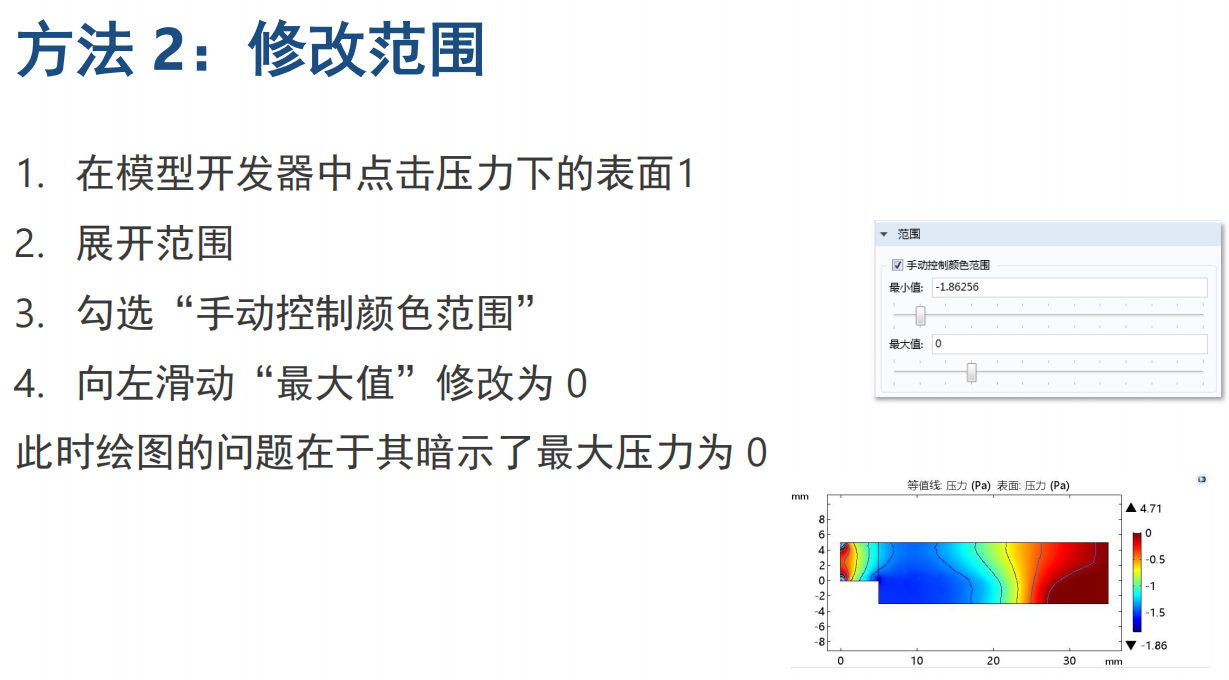 方法 2：修改范围
1. 在模型开发器中点击压力下的表面1
2. 展开范围
3. 勾选“手动控制颜色范围”
4. 向左滑动“最大值”修改为 0
此时绘图的问题在于其暗示了最大压力为 0
范围
手动控制颜色范围
最小值: -1.86256
最大值: 0
等值线: 压力 (Pa) 表面: 压力 (Pa)
mm
8
6
4
2
0
-2
-4
-6
-8
0 10 20 30 mm
▲ 4.71
0
-0.5
-1
-1.5
▼ -1.86